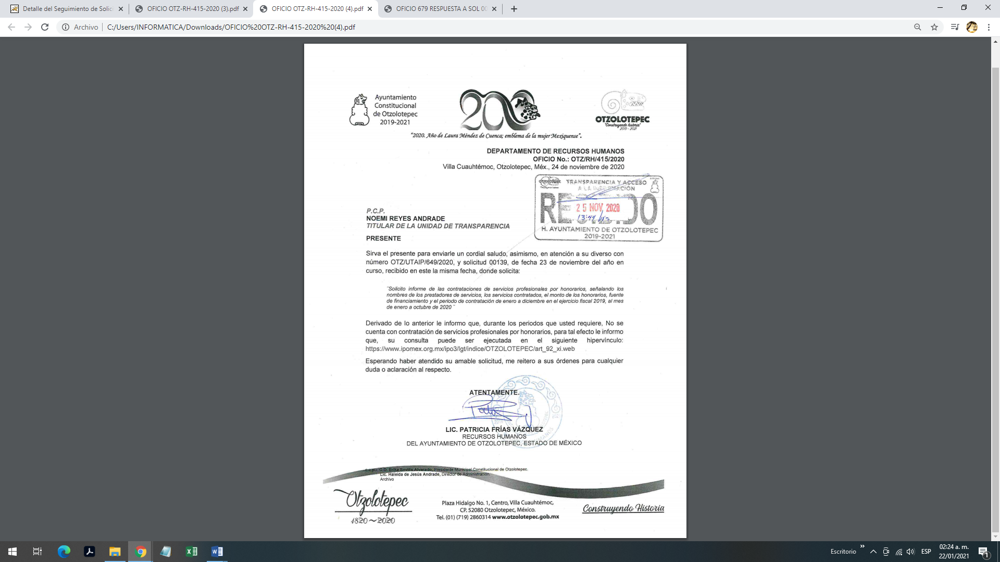 Detalle del Seguimiento de Solici
OFICIO OTZ-RH-415-2020 (3).pdf
OFICIO OTZ-RH-415-2020 (4).pdf
OFICIO 679 RESPUESTA A SOL 00
Archivo
C:/Users/INFORMATICA/Downloads/OFICIO%20OTZ-RH-415-2020%20(4).pdf
Ayuntamiento
Constitucional
de Otzolotepec
2019-2021
200
OTZOLOTEPEC
"Construyendo historia"
2019 - 2021
"2020. Año de Laura Méndez de Cuenca; emblema de la mujer Mexiquense".
DEPARTAMENTO DE RECURSOS HUMANOS
OFICIO No.: OTZ/RH/415/2020
Villa Cuauhtémoc, Otzolotepec, Méx., 24 de noviembre de 2020
TRANSPARENCIA Y ACCESO
A LA INFORMACIÓN
RECIBIDO
25 NOV 2020
H. AYUNTAMIENTO DE OTZOLOTEPEC
2019-2021
P.C.P.
NOEMI REYES ANDRADE
TITULAR DE LA UNIDAD DE TRANSPARENCIA
PRESENTE
Sirva el presente para enviarle un cordial saludo, asimismo, en atención a su diverso con
número OTZ/UTAIP/649/2020, y solicitud 00139, de fecha 23 de noviembre del año en
curso, recibido en este la misma fecha, donde solicita:
¨Solicito informe de las contrataciones de servicios profesionales por honorarios, señalando los
nombres de los prestadores de servicios, los servicios contratados, el monto de los honorarios, fuente
de financiamiento y el período de contratación de enero a diciembre en el ejercicio fiscal 2019, al mes
de enero a octubre de 2020 ¨
Derivado de lo anterior le informo que, durante los periodos que usted requiere, No se
cuenta con contratación de servicios profesionales por honorarios, para tal efecto le informo
que, su consulta puede ser ejecutada en el siguiente hipervínculo:
https://www.ipomex.org.mx/ipo3/lgt/indice/OTZOLOTEPEC/art_92_xi.web
Esperando haber atendido su amable solicitud, me reitero a sus órdenes para cualquier
duda o aclaración al respecto.
ATENTAMENTE.
LIC. PATRICIA FRÍAS VÁZQUEZ
RECURSOS HUMANOS
DEL AYUNTAMIENTO DE OTZOLOTEPEC, ESTADO DE MÉXICO
c.c.p.- C.D. Erika Sevilla Alvarado, Presidente Municipal Constitucional de Otzolotepec.
Lic. Haleida de Jesús Andrade, Director de Administración.
Archivo
Otzolotepec
1820~2020
Plaza Hidalgo No. 1, Centro, Villa Cuauhtémoc,
CP. 52080 Otzolotepec, México.
Tel. (01) (719) 2860314 www.otzolotepec.gob.mx
Construyendo Historia
Escritorio
ESP
02:24 a. m.
22/01/2021
1